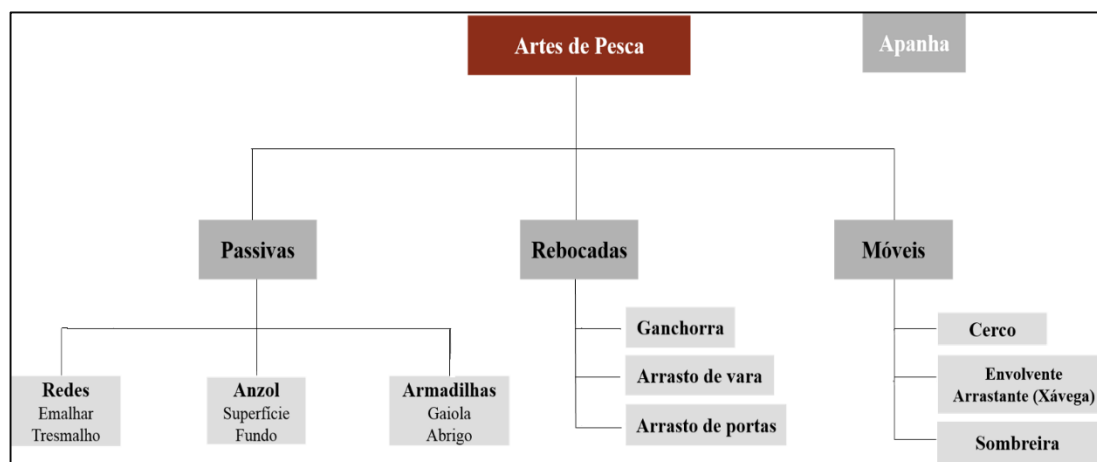 Artes de Pesca
Apanha
Passivas
Rebocadas
Móveis
Redes
Emalhar
Tresmalho
Anzol
Superfície
Fundo
Armadilhas
Gaiola
Abrigo
Ganchorra
Arrasto de vara
Arrasto de portas
Cerco
Envolvente
Arrastante (Xávega)
Sombreira